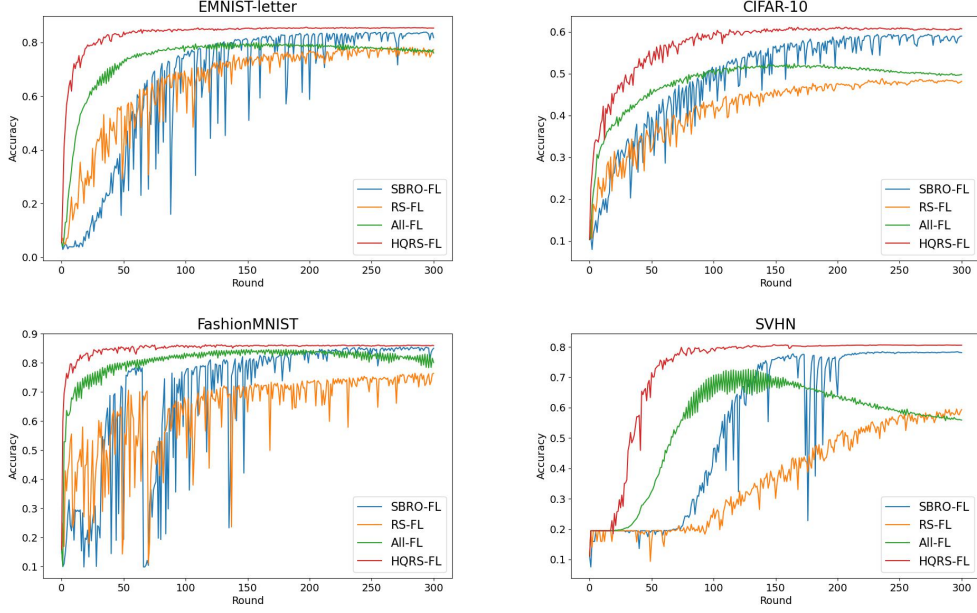 EMNIST-letter
Accuracy
0.8
0.6
0.4
0.2
0.0
SBRO-FL
RS-FL
All-FL
HQRS-FL
0 50 100 150 200 250 300
Round
CIFAR-10
Accuracy
0.6
0.5
0.4
0.3
0.2
0.1
SBRO-FL
RS-FL
All-FL
HQRS-FL
0 50 100 150 200 250 300
Round
FashionMNIST
Accuracy
0.9
0.8
0.7
0.6
0.5
0.4
0.3
0.2
0.1
SBRO-FL
RS-FL
All-FL
HQRS-FL
0 50 100 150 200 250 300
Round
SVHN
Accuracy
0.8
0.7
0.6
0.5
0.4
0.3
0.2
0.1
SBRO-FL
RS-FL
All-FL
HQRS-FL
0 50 100 150 200 250 300
Round